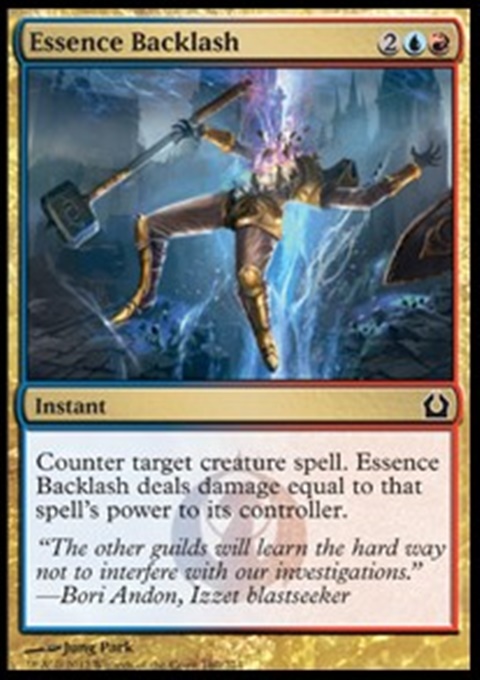 Essence Backlash 2
Instant
Counter target creature spell. Essence
Backlash deals damage equal to that
spell's power to its controller.
"The other guilds will learn the hard way
not to interfere with our investigations."
—Bori Andon, Izzet blastseeker
Jung Park